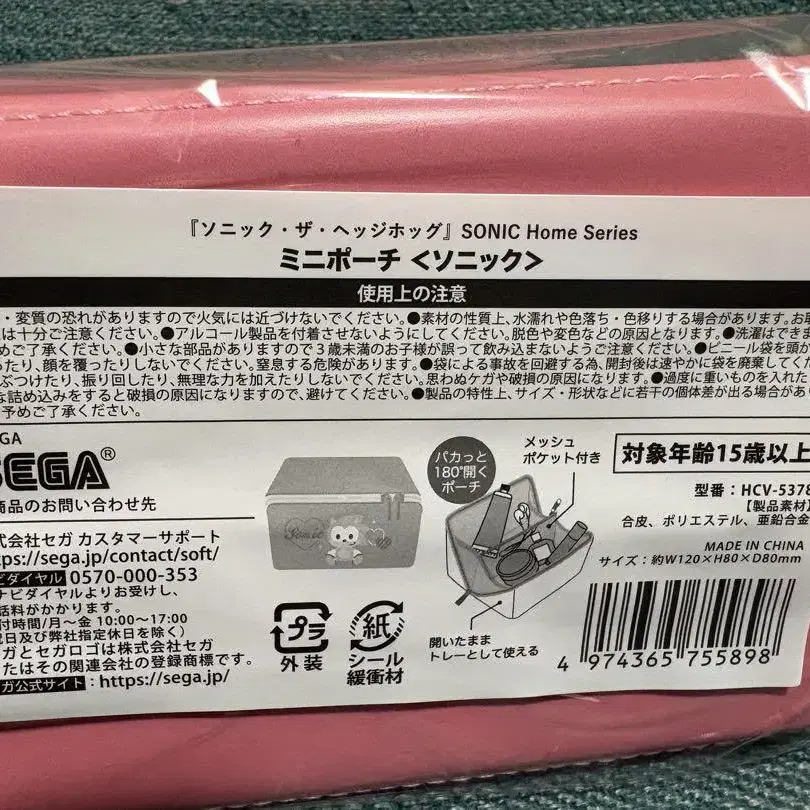 『ソニック・ザ・ヘッジホッグ』SONIC Home Series
ミニポーチ <ソニック>
使用上の注意
・変質の恐れがありますので火気には近づけないでください。●素材の性質上、水濡れや色落ち・色移りする場合があります。お取
は十分ご注意ください。●アルコール製品を付着させないようにしてください。脱色や変色などの原因となります。●洗濯はできま
めご了承ください。●小さな部品がありますので3歳未満のお子様が誤って飲み込まないようご注意ください。●ビニール袋を頭か
たり、顔を覆ったりしないでください。窒息する危険があります。●袋による事故を回避する為、開封後は速やかに袋を廃棄してくだ
ぶつけたり、振り回したり、無理な力を加えたりしないでください。思わぬケガや破損の原因になります。●過度に重いものを入れた
な詰め込みをすると破損の原因になりますので、避けてください。●製品の特性上、サイズ・形状などに若干の個体差が出る場合があり
予めご了承ください。
GA
SEGA®
商品のお問い合わせ先
株式会社セガ カスタマーサポート
ttps://sega.jp/contact/soft/
ビダイヤル 0570-000-353
ナビダイヤルよりお受けし、
話料がかかります。
付時間/月〜金 10:00〜17:00
祝日及び弊社指定休日を除く)
ガとセガロゴは株式会社セガ
たはその関連会社の登録商標です。
ガ公式サイト:https://sega.jp/
Sonic
パカっと
180°開く
ポーチ
メッシュ
ポケット付き
開いたまま
トレーとして使える
プラ
外装
紙
シール
緩衝材
対象年齢15歳以上
型番:HCV-5378
【製品素材】
合皮、ポリエステル、亜鉛合金
MADE IN CHINA
サイズ:約W120×H80×D80mm
4 974365 755898